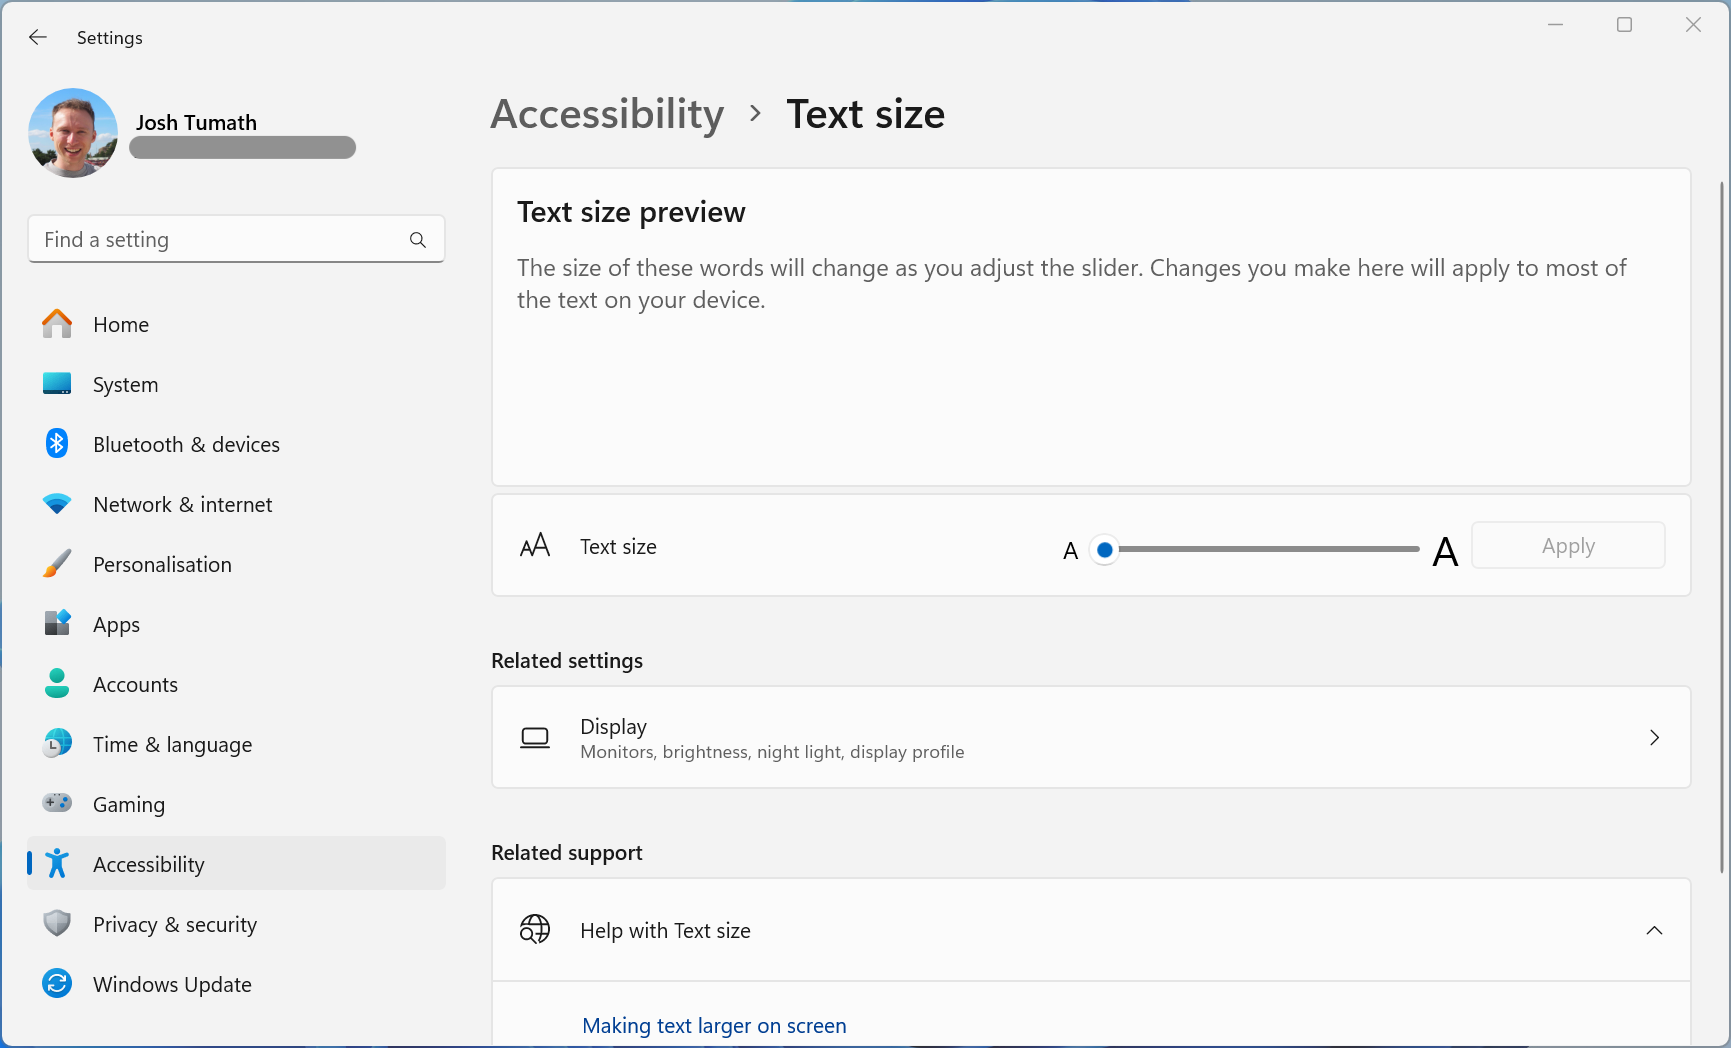 Settings
Josh Tumath
Find a setting
Home
System
Bluetooth & devices
Network & internet
Personalisation
Apps
Accounts
Time & language
Gaming
Accessibility
Privacy & security
Windows Update
Accessibility > Text size
Text size preview
The size of these words will change as you adjust the slider. Changes you make here will apply to most of
the text on your device.
Text size
A
A
Apply
Related settings
Display
Monitors, brightness, night light, display profile
Related support
Help with Text size
Making text larger on screen